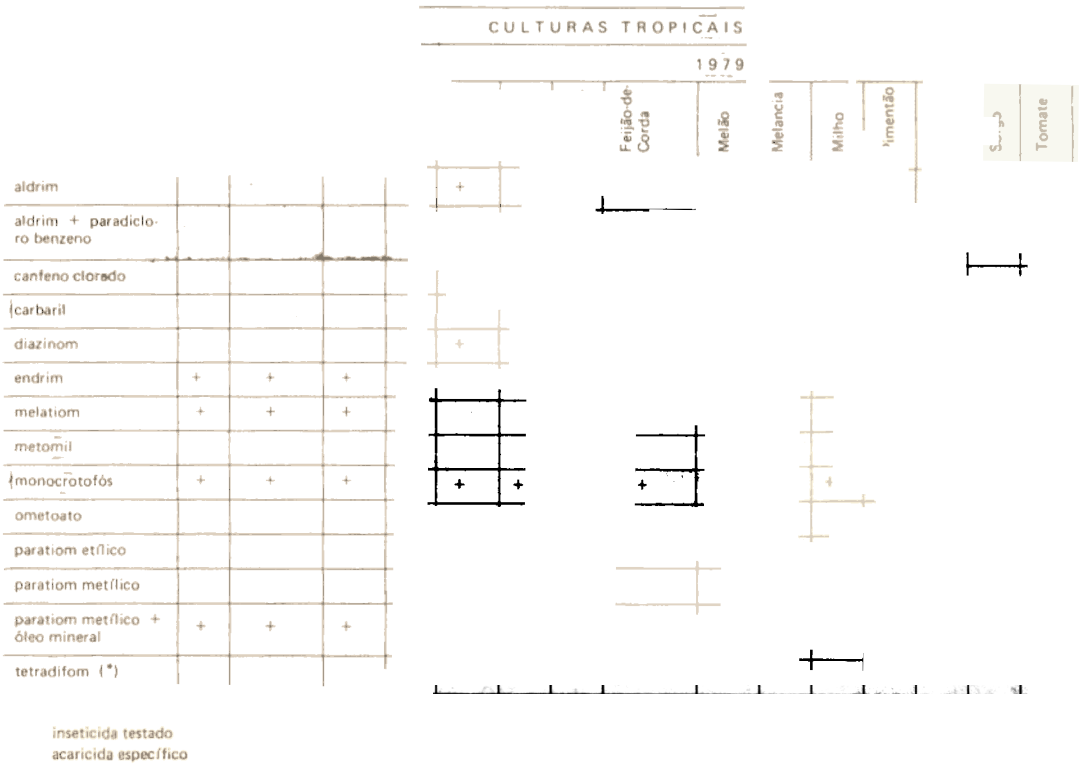 CULTURAS TROPICAIS
1979
Feijão-de-
Corda
Melão
Melancia
Milho
Tomate
aldrim
+
aldrim + paradiclo-
ro benzeno
canfeno clorado
carbaril
diazinom
+
endrim + + +
melatiom + + +
metomil
monocrotofós + + + + + + +
ometoato
paratiom etílico
paratiom metílico
paratiom metílico +
óleo mineral + + +
tetradifom (*)
inseticida testado
acaricida específico